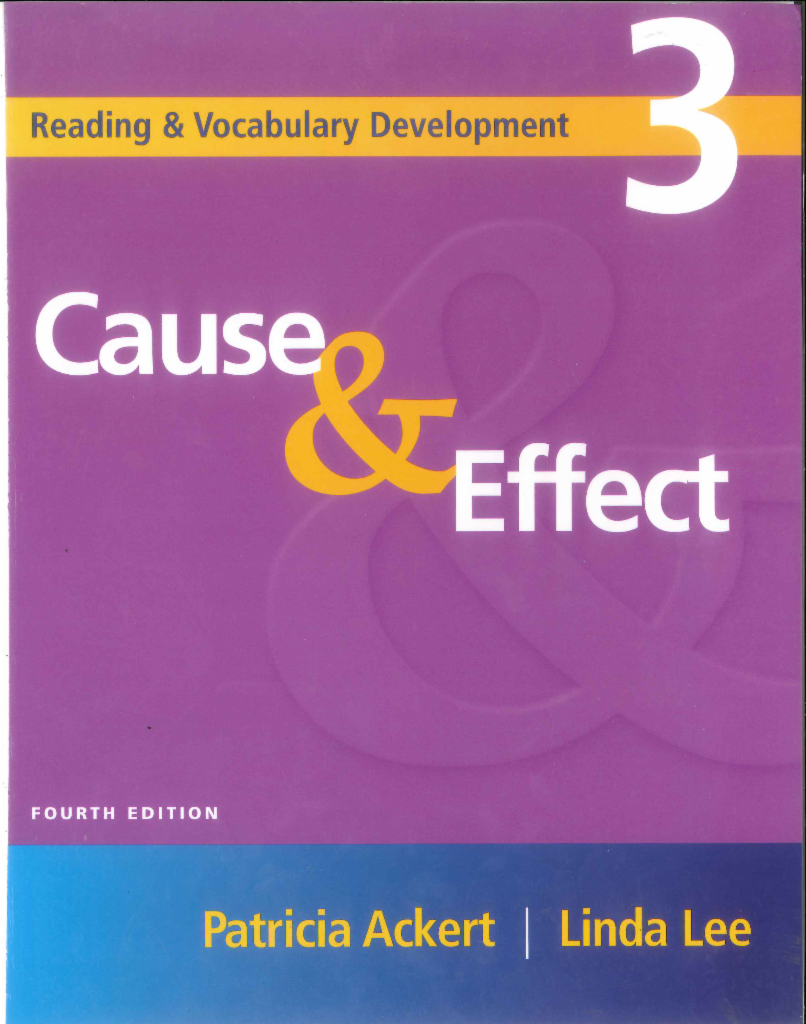 3
Reading & Vocabulary Development
Cause
&
Effect
FOURTH EDITION
Patricia Ackert | Linda Lee